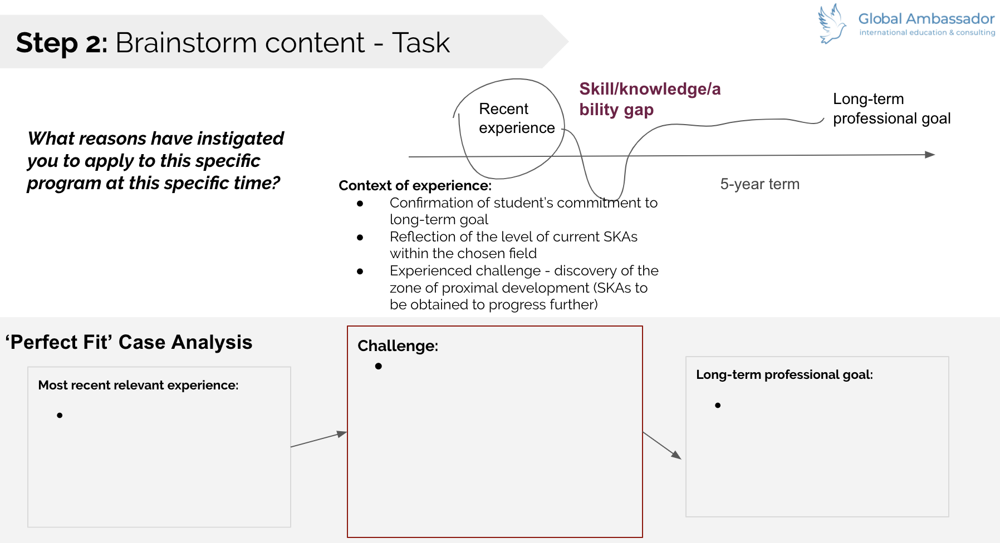 Global Ambassador
international education & consulting
Step 2: Brainstorm content - Task
What reasons have instigated
you to apply to this specific
program at this specific time?
Recent
experience
Skill/knowledge/a
bility gap
Long-term
professional goal
5-year term
Context of experience:
● Confirmation of student’s commitment to
long-term goal
● Reflection of the level of current SKAs
within the chosen field
● Experienced challenge - discovery of the
zone of proximal development (SKAs to
be obtained to progress further)
‘Perfect Fit’ Case Analysis
Most recent relevant experience:
●
Challenge:
●
Long-term professional goal:
●